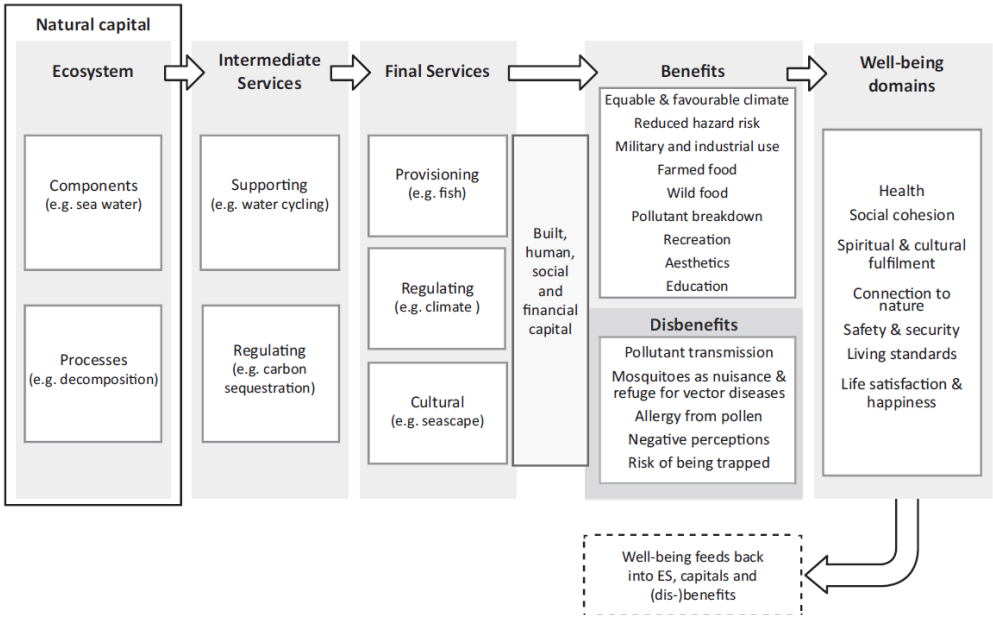 Natural capital
Ecosystem
Components
(e.g. sea water)
Processes
(e.g. decomposition)
Intermediate
Services
Supporting
(e.g. water cycling)
Regulating
(e.g. carbon
sequestration)
Final Services
Provisioning
(e.g. fish)
Regulating
(e.g. climate )
Cultural
(e.g. seascape)
Built,
human,
social
and
financial
capital
Benefits
Equable & favourable climate
Reduced hazard risk
Military and industrial use
Farmed food
Wild food
Pollutant breakdown
Recreation
Aesthetics
Education
Disbenefits
Pollutant transmission
Mosquitoes as nuisance &
refuge for vector diseases
Allergy from pollen
Negative perceptions
Risk of being trapped
Well-being
domains
Health
Social cohesion
Spiritual & cultural
fulfilment
Connection to
nature
Safety & security
Living standards
Life satisfaction &
happiness
Well-being feeds back
into ES, capitals and
(dis-)benefits